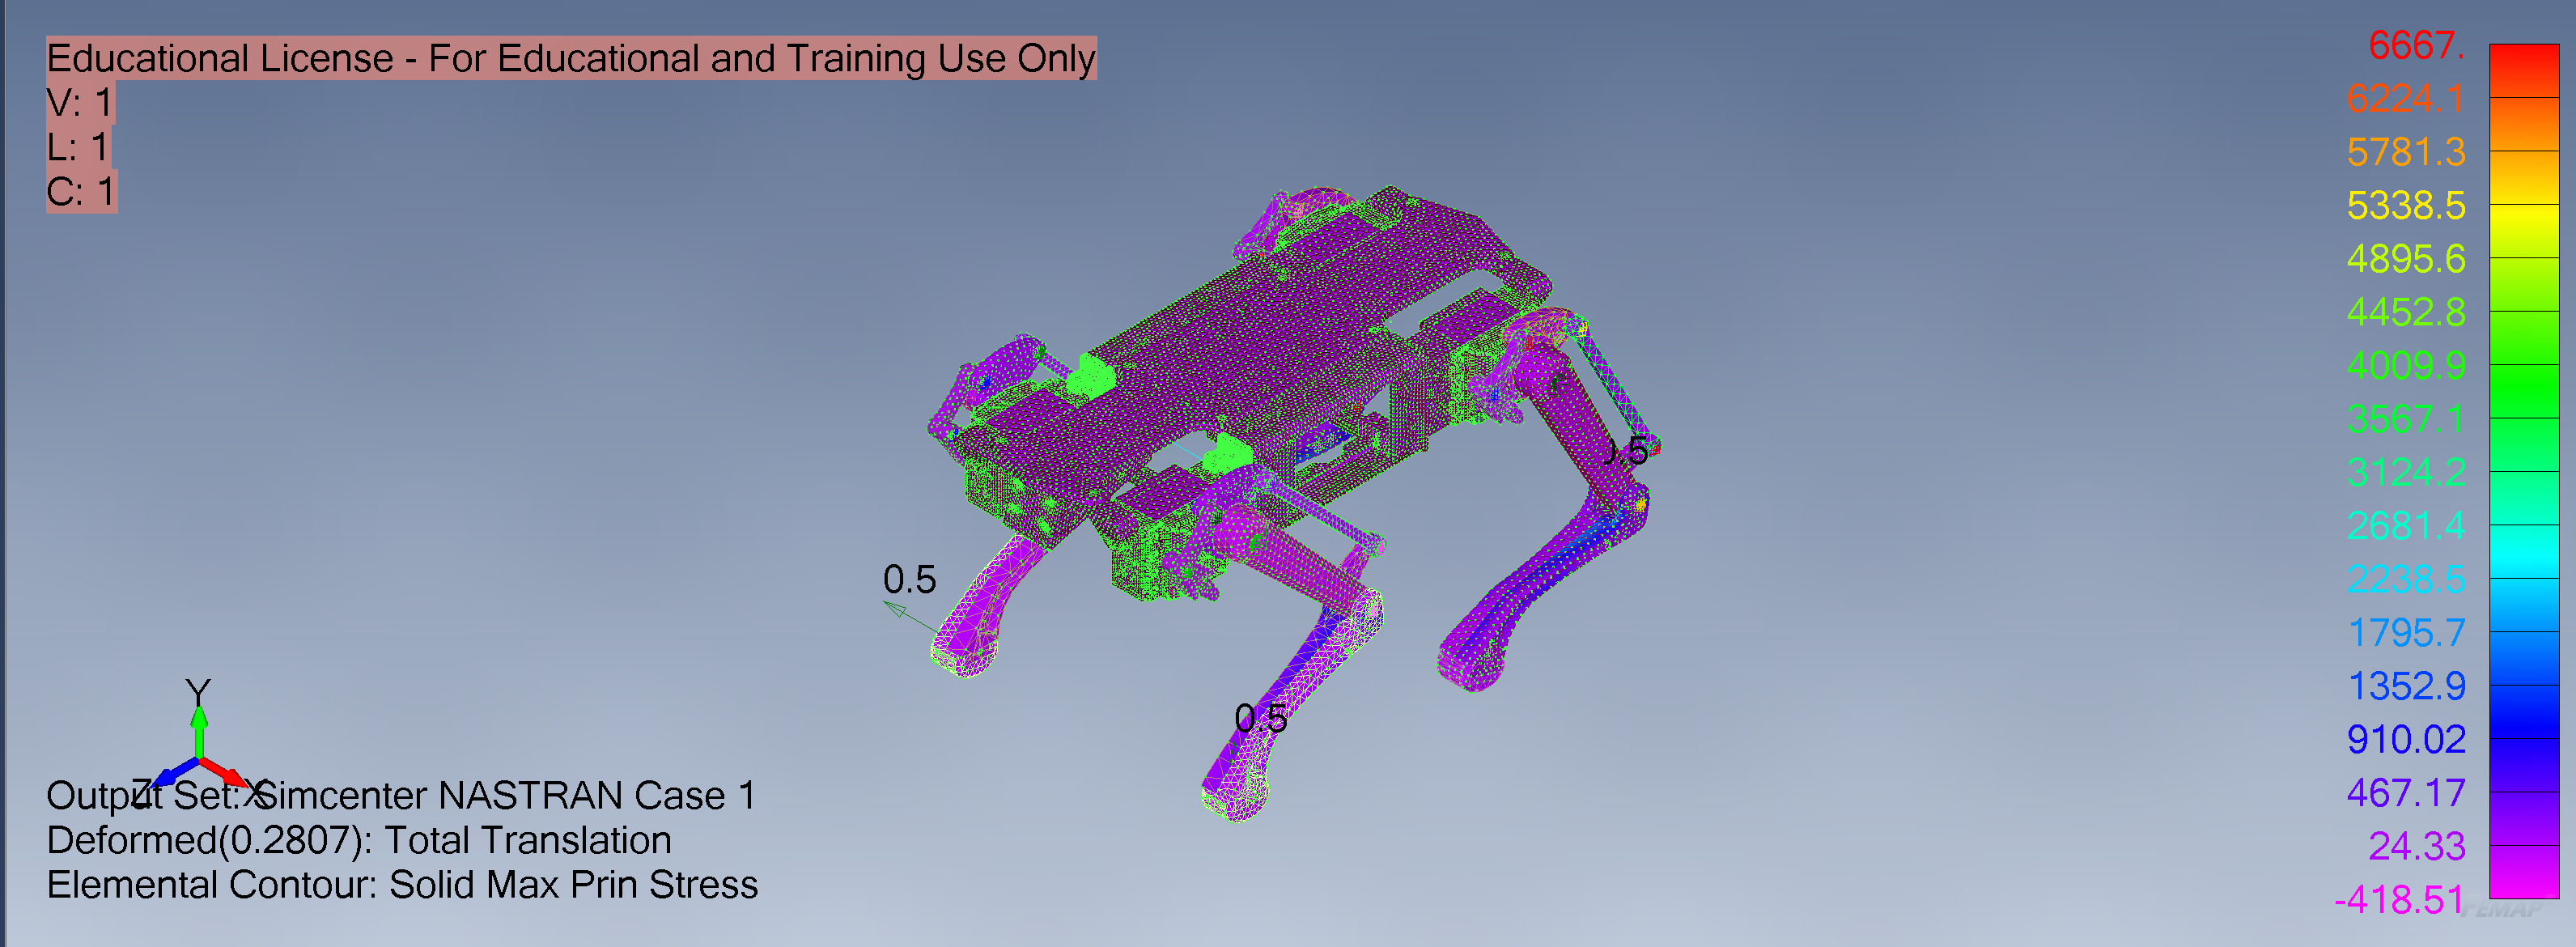 Educational License - For Educational and Training Use Only
V: 1
L: 1
C: 1
6667.
6224.1
5781.3
5338.5
4895.6
4452.8
4009.9
3567.1
3124.2
2681.4
2238.5
1795.7
1352.9
910.02
467.17
24.33
-418.51
FEMAP
0.5
0.5
.5
Y
Z
X
Output Set: Simcenter NASTRAN Case 1
Deformed(0.2807): Total Translation
Elemental Contour: Solid Max Prin Stress